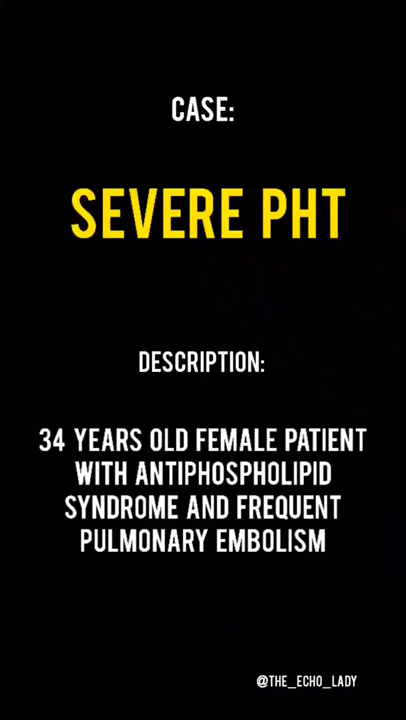 CASE:
SEVERE PHT
DESCRIPTION:
34 YEARS OLD FEMALE PATIENT
WITH ANTIPHOSPHOLIPID
SYNDROME AND FREQUENT
PULMONARY EMBOLISM
@THE_ECHO_LADY